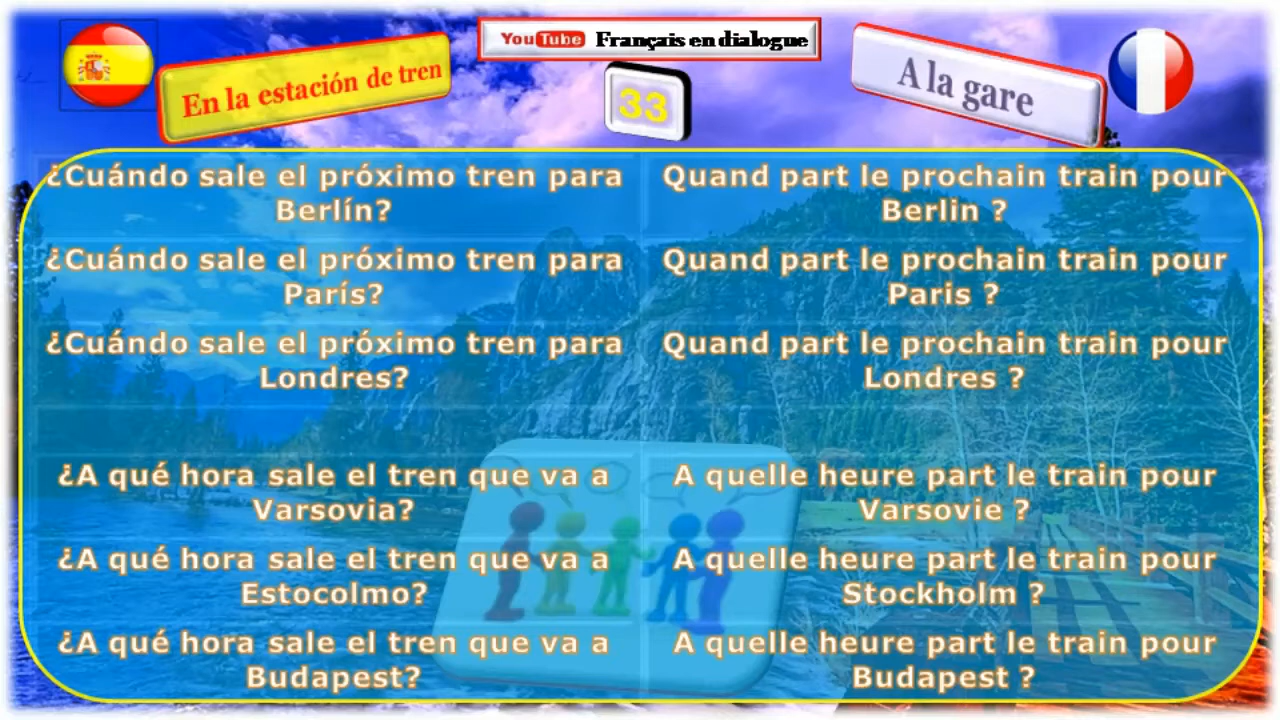 YouTube Français en dialogue
En la estación de tren
33
A la gare
¿Cuándo sale el próximo tren para
Berlín?
Quand part le prochain train pour
Berlin ?
¿Cuándo sale el próximo tren para
París?
Quand part le prochain train pour
Paris ?
¿Cuándo sale el próximo tren para
Londres?
Quand part le prochain train pour
Londres ?
¿A qué hora sale el tren que va a
Varsovia?
A quelle heure part le train pour
Varsovie ?
¿A qué hora sale el tren que va a
Estocolmo?
A quelle heure part le train pour
Stockholm ?
¿A qué hora sale el tren que va a
Budapest?
A quelle heure part le train pour
Budapest ?